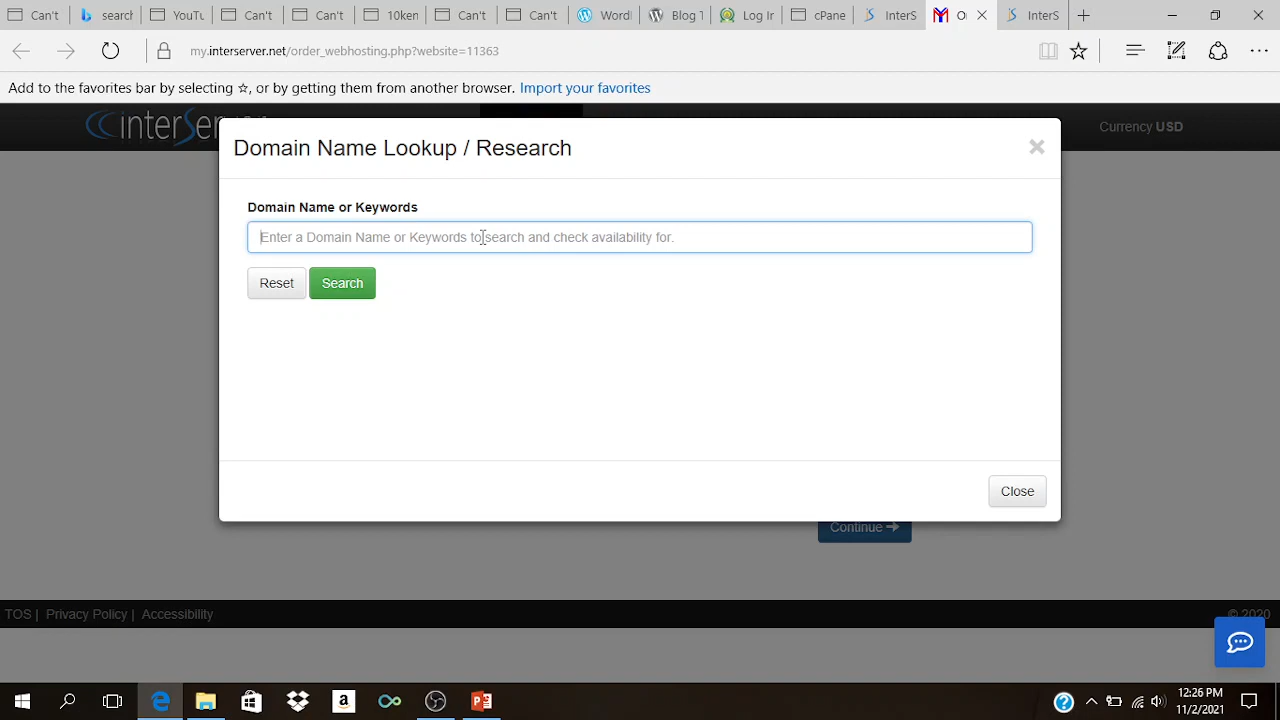 Can't
search
YouTu
Can't
Can't
10ken
Can't
Can't
Word
Blog T
Log Ir
cPane
InterS
O
InterS
my.interserver.net/order_webhosting.php?website=11363
Add to the favorites bar by selecting ☆, or by getting them from another browser. Import your favorites
interServer
Currency USD
Domain Name Lookup / Research
Domain Name or Keywords
Enter a Domain Name or Keywords to search and check availability for.
Reset
Search
Close
Continue
TOS | Privacy Policy | Accessibility
© 2020
12:26 PM
11/2/2021